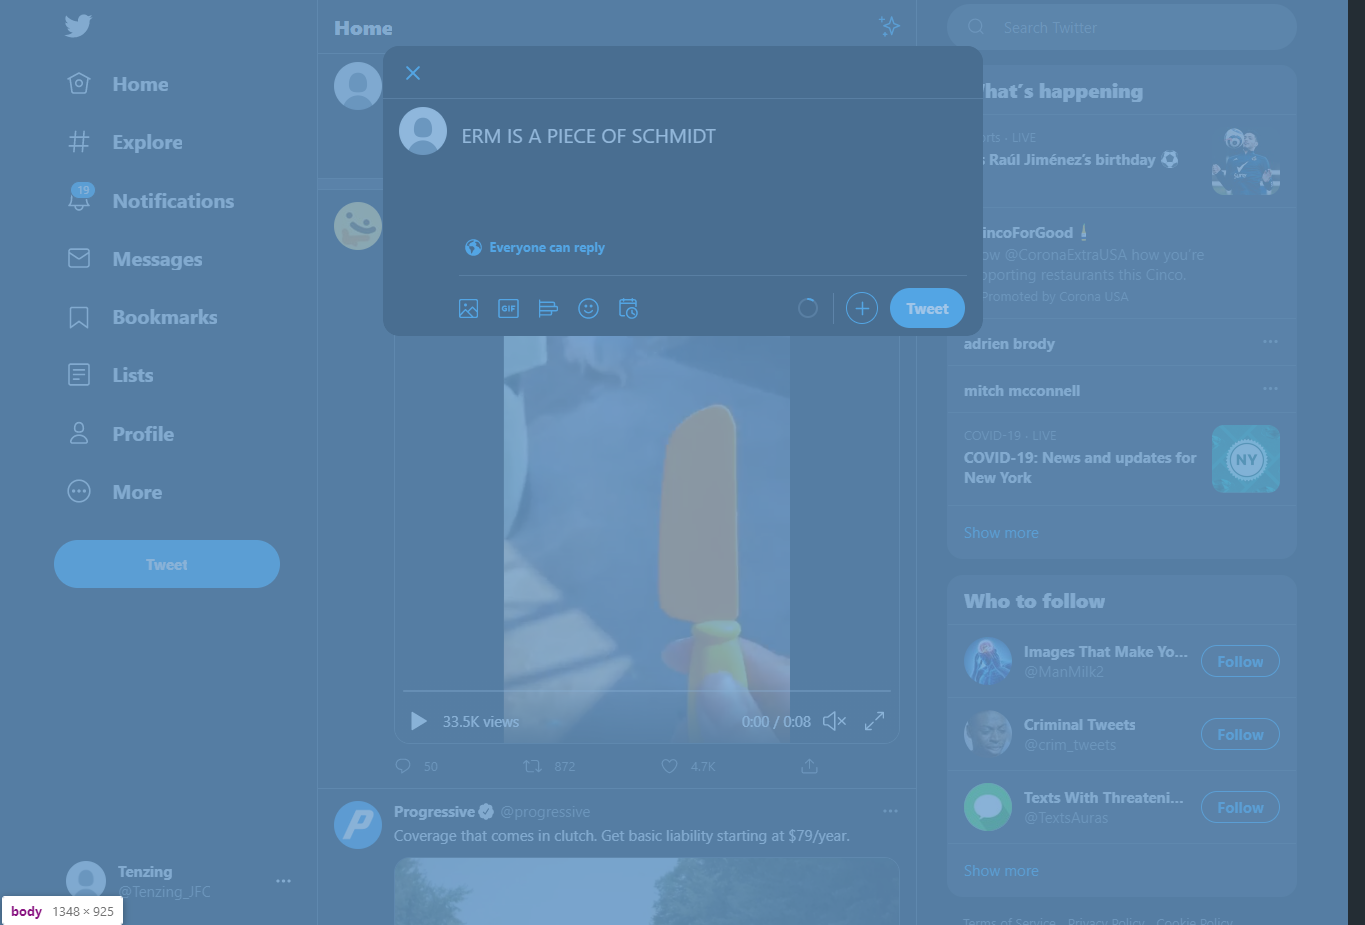 Home
Explore
19
Notifications
Messages
Bookmarks
Lists
Profile
More
Tweet
Tenzing
@Tenzing_JFC
body 1348 × 925
Home
ERM IS A PIECE OF SCHMIDT
Everyone can reply
GIF
Tweet
33.5K views
0:00 / 0:08
50
872
4.7K
Progressive @progressive
Coverage that comes in clutch. Get basic liability starting at $79/year.
Search Twitter
hat's happening
orts · LIVE
s Raúl Jiménez's birthday
incoForGood
ow @CoronaExtraUSA how you're
pporting restaurants this Cinco.
Promoted by Corona USA
adrien brody
mitch mcconnell
COVID-19 · LIVE
COVID-19: News and updates for
New York
NY
Show more
Who to follow
Images That Make Yo...
@ManMilk2
Follow
Criminal Tweets
@crim_tweets
Follow
Texts With Threateni...
@TextsAuras
Follow
Show more
Terms of Service Privacy Policy Cookie Policy